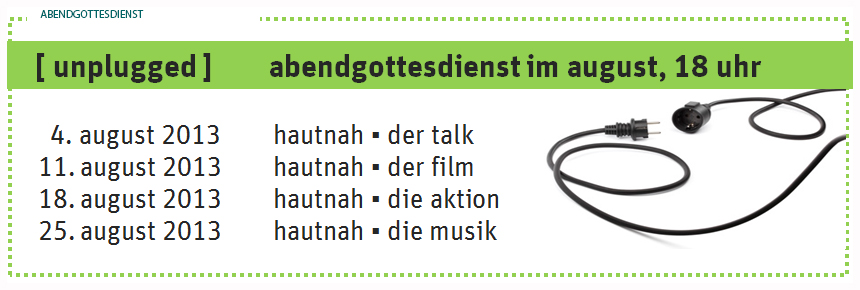 ABENDGOTTESDIENST
[ unplugged ] abendgottesdienst im august, 18 uhr
4. august 2013 hautnah ▪ der talk
11. august 2013 hautnah ▪ der film
18. august 2013 hautnah ▪ die aktion
25. august 2013 hautnah ▪ die musik